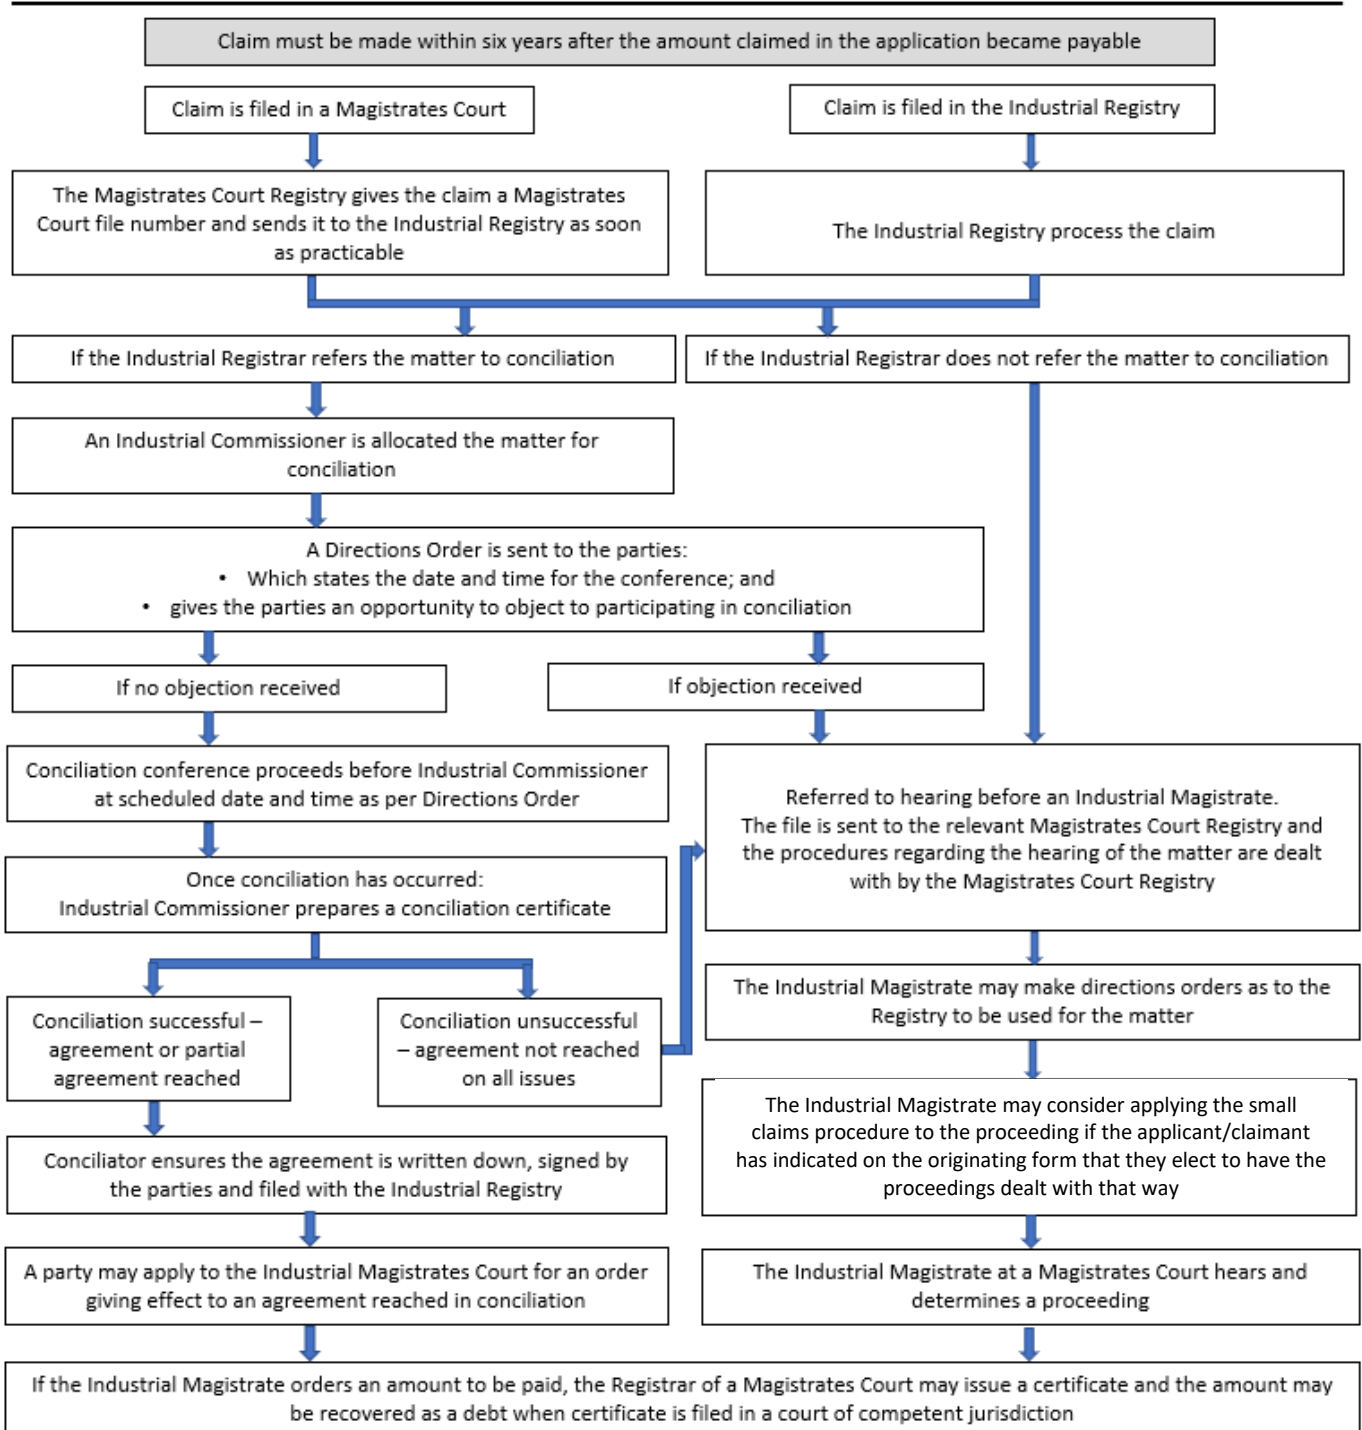 Claim must be made within six years after the amount claimed in the application became payable
Claim is filed in a Magistrates Court
Claim is filed in the Industrial Registry
The Magistrates Court Registry gives the claim a Magistrates
Court file number and sends it to the Industrial Registry as soon
as practicable
The Industrial Registry process the claim
If the Industrial Registrar refers the matter to conciliation
If the Industrial Registrar does not refer the matter to conciliation
An Industrial Commissioner is allocated the matter for
conciliation
A Directions Order is sent to the parties:
• Which states the date and time for the conference; and
• gives the parties an opportunity to object to participating in conciliation
If no objection received
If objection received
Conciliation conference proceeds before Industrial Commissioner
at scheduled date and time as per Directions Order
Referred to hearing before an Industrial Magistrate.
The file is sent to the relevant Magistrates Court Registry and
the procedures regarding the hearing of the matter are dealt
with by the Magistrates Court Registry
Once conciliation has occurred:
Industrial Commissioner prepares a conciliation certificate
The Industrial Magistrate may make directions orders as to the
Registry to be used for the matter
Conciliation successful –
agreement or partial
agreement reached
Conciliation unsuccessful
– agreement not reached
on all issues
The Industrial Magistrate may consider applying the small
claims procedure to the proceeding if the applicant/claimant
has indicated on the originating form that they elect to have the
proceedings dealt with that way
Conciliator ensures the agreement is written down, signed by
the parties and filed with the Industrial Registry
A party may apply to the Industrial Magistrates Court for an order
giving effect to an agreement reached in conciliation
The Industrial Magistrate at a Magistrates Court hears and
determines a proceeding
If the Industrial Magistrate orders an amount to be paid, the Registrar of a Magistrates Court may issue a certificate and the amount may
be recovered as a debt when certificate is filed in a court of competent jurisdiction